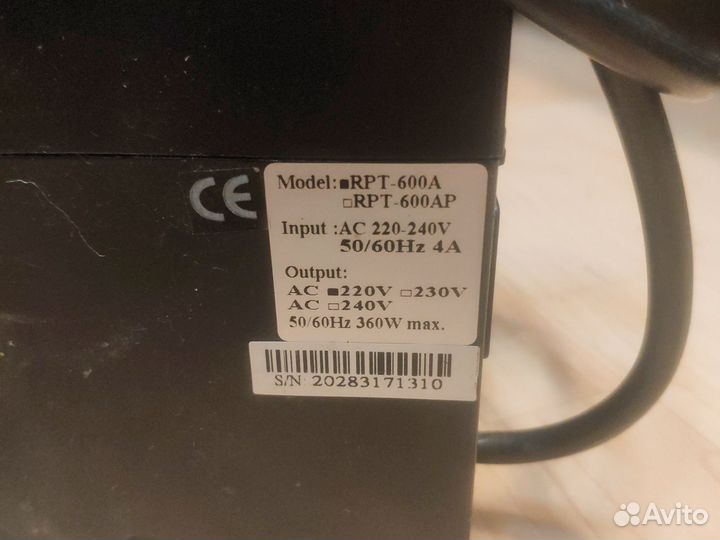 CE
Model:■RPT-600A
□RPT-600AP
Input :AC 220-240V
50/60Hz 4A
Output:
AC ■220V □230V
AC □240V
50/60Hz 360W max.
S/N: 20283171310
Avito